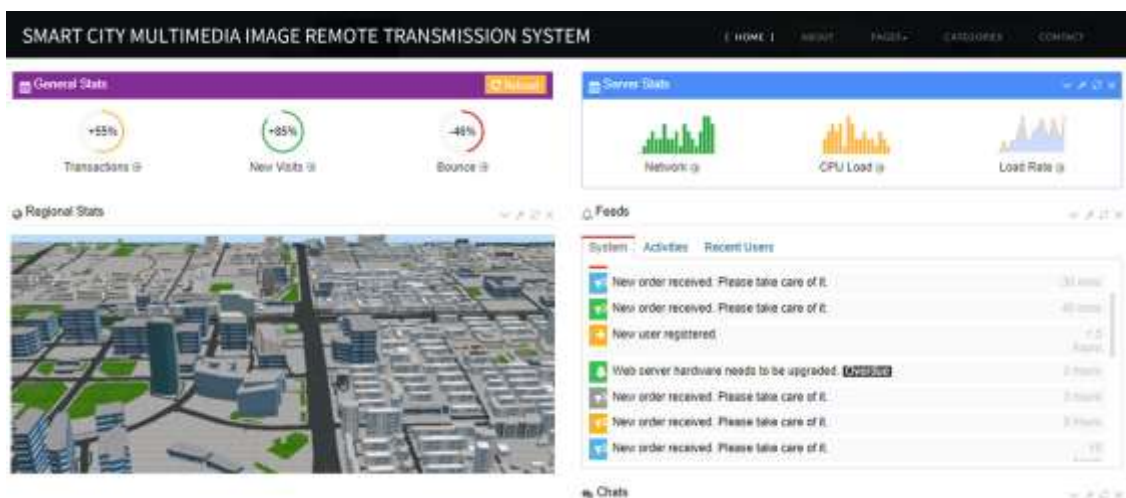 SMART CITY MULTIMEDIA IMAGE REMOTE TRANSMISSION SYSTEM
[ HOME ] ABOUT PAGES CATEGORIES CONTACT
General Stats
Reload
+55%
+85%
-46%
Transactions
New Visits
Bounce
Server Stats
Network
CPU Load
Load Rate
Regional Stats
Feeds
System Activities Recent Users
New order received. Please take care of it.
New order received. Please take care of it.
New user registered.
Web server hardware needs to be upgraded. Overdue
2 hours
New order received. Please take care of it.
New order received. Please take care of it.
New order received. Please take care of it.
Chats